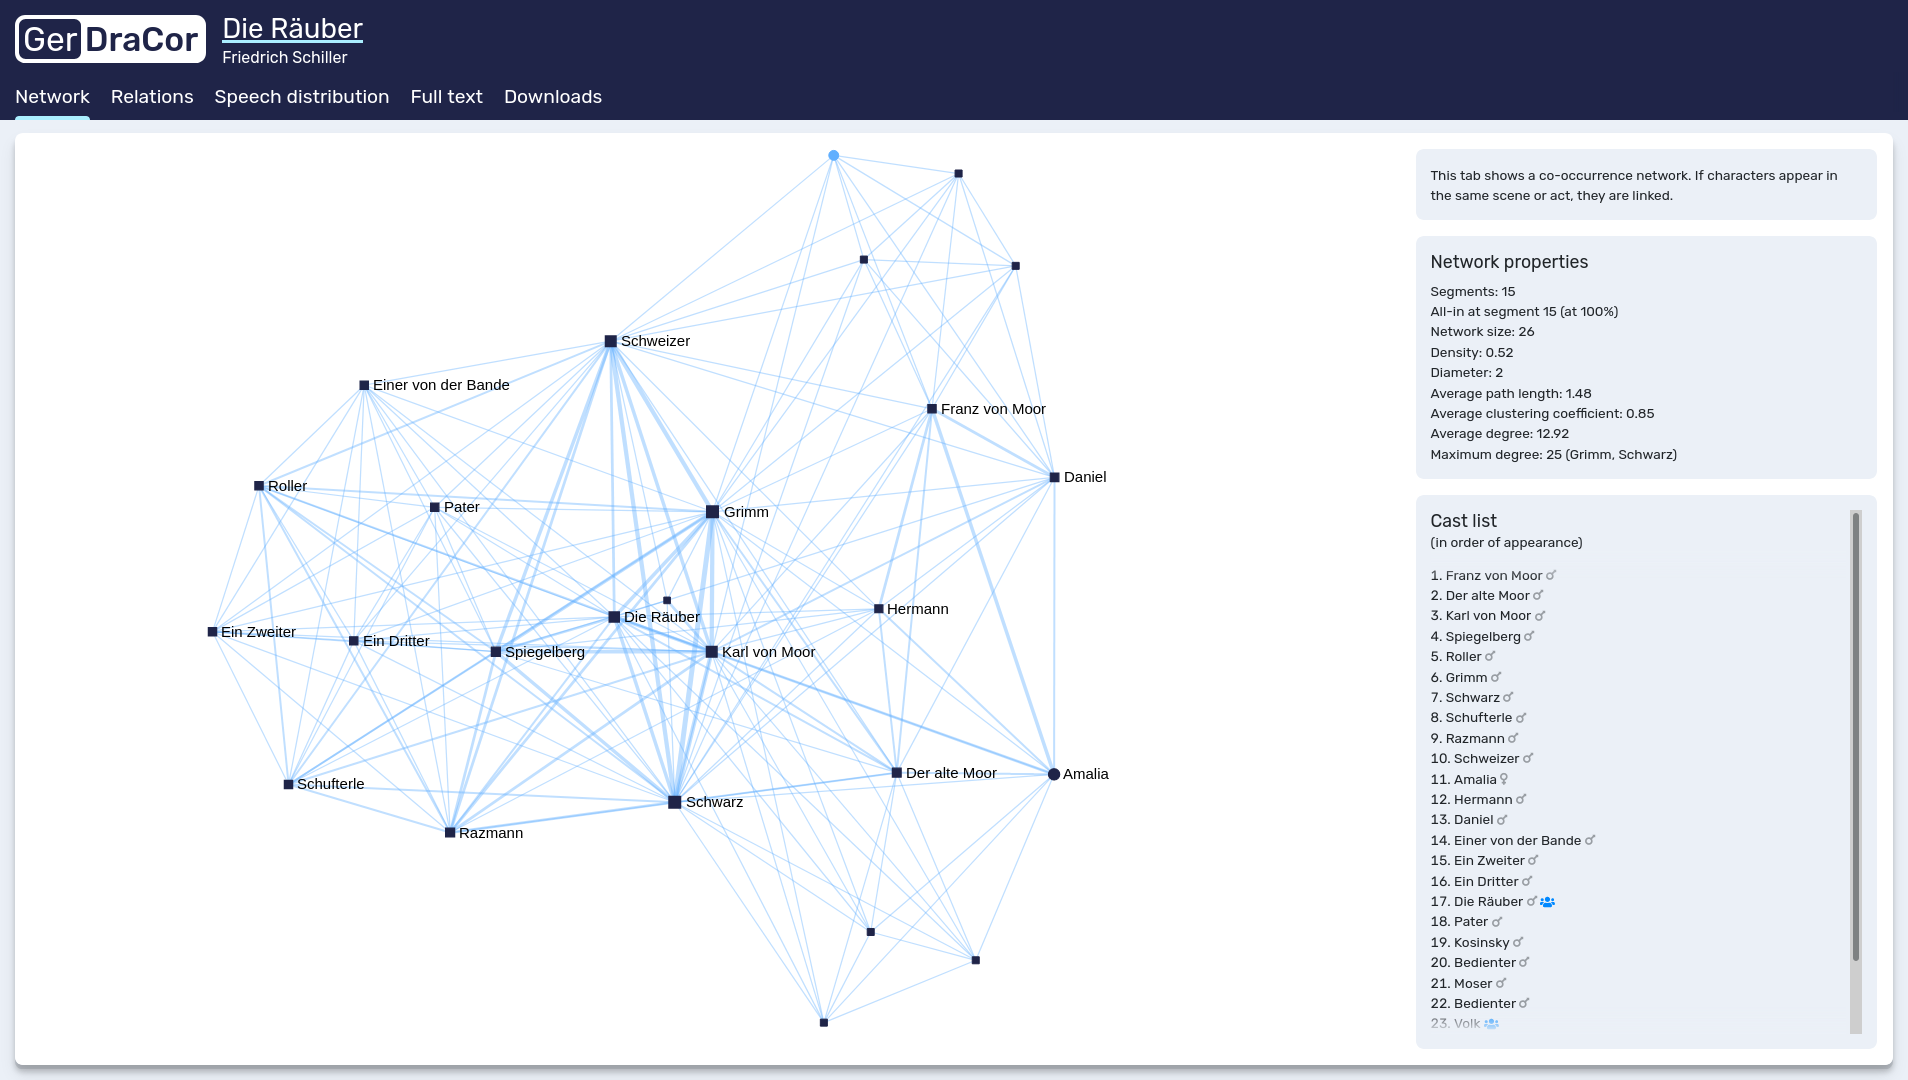 GerDraCor
Die Räuber
Friedrich Schiller
Network Relations Speech distribution Full text Downloads
Schweizer
Einer von der Bande
Franz von Moor
Daniel
Roller
Pater
Grimm
Hermann
Die Räuber
Ein Zweiter
Ein Dritter
Spiegelberg
Karl von Moor
Der alte Moor
Amalia
Schufterle
Schwarz
Razmann
This tab shows a co-occurrence network. If characters appear in
the same scene or act, they are linked.
Network properties
Segments: 15
All-in at segment 15 (at 100%)
Network size: 26
Density: 0.52
Diameter: 2
Average path length: 1.48
Average clustering coefficient: 0.85
Average degree: 12.92
Maximum degree: 25 (Grimm, Schwarz)
Cast list
(in order of appearance)
1. Franz von Moor ♂
2. Der alte Moor ♂
3. Karl von Moor ♂
4. Spiegelberg ♂
5. Roller ♂
6. Grimm ♂
7. Schwarz ♂
8. Schufterle ♂
9. Razmann ♂
10. Schweizer ♂
11. Amalia ♀
12. Hermann ♂
13. Daniel ♂
14. Einer von der Bande ♂
15. Ein Zweiter ♂
16. Ein Dritter ♂
17. Die Räuber ♂
18. Pater ♂
19. Kosinsky ♂
20. Bedienter ♂
21. Moser ♂
22. Bedienter ♂
23. Volk